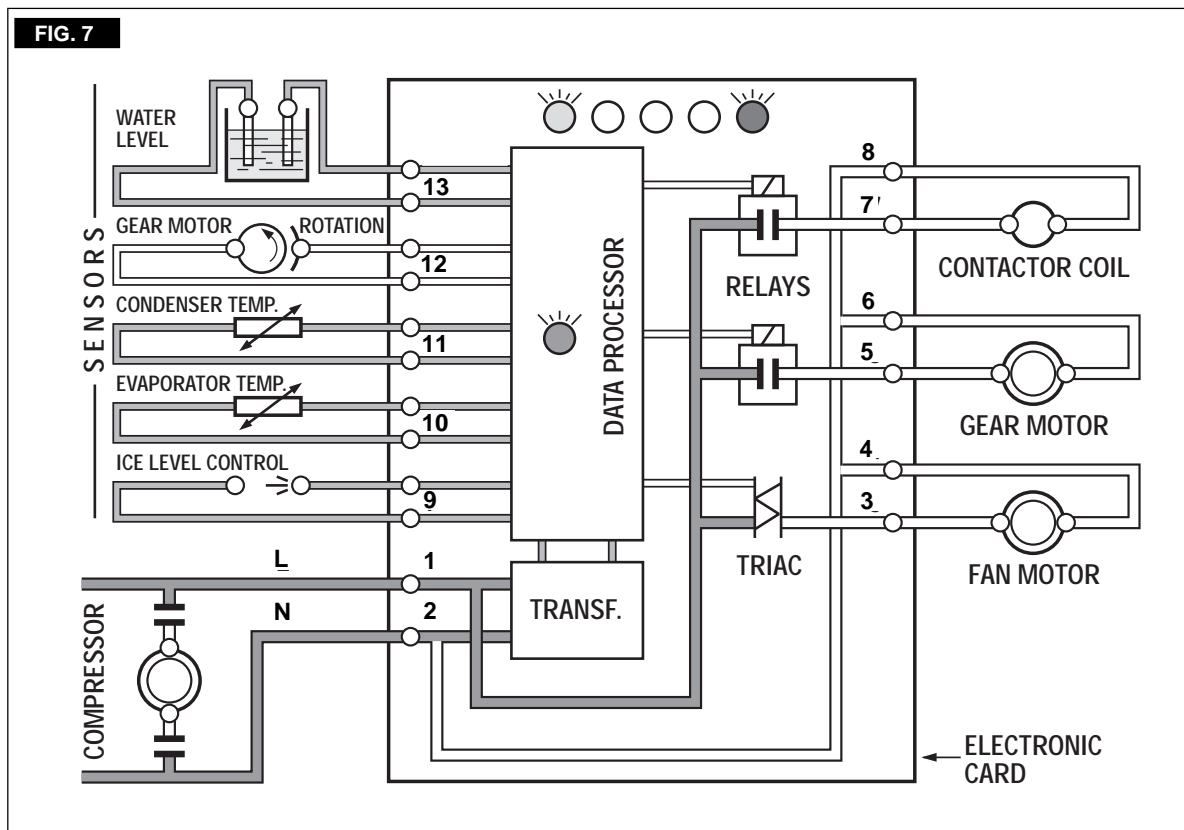 FIG. 7
WATER
LEVEL
13
GEAR MOTOR ROTATION
12
CONDENSER TEMP.
11
EVAPORATOR TEMP.
10
ICE LEVEL CONTROL
9
SENSORS
L 1
N 2
COMPRESSOR
DATA PROCESSOR
TRANSF.
RELAYS
TRIAC
8
7
CONTACTOR COIL
6
5
GEAR MOTOR
4
3
FAN MOTOR
ELECTRONIC
CARD